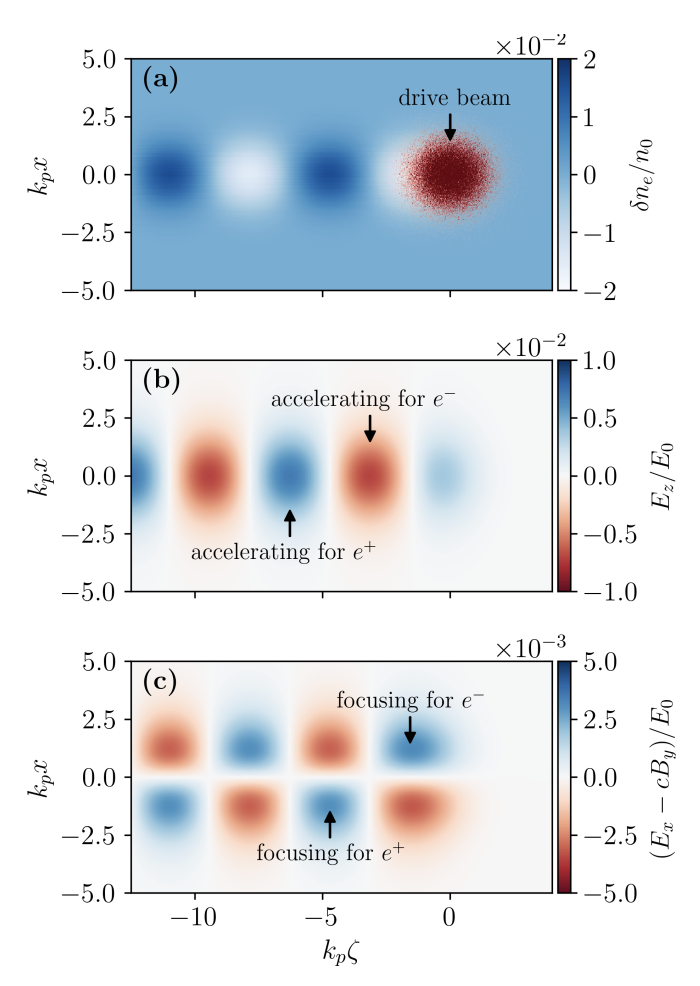 ×10⁻²
(a)
drive beam
5.0
2.5
0.0
−2.5
−5.0
k_p x
2
1
0
−1
−2
δn_e/n_0
×10⁻²
(b)
accelerating for e⁻
accelerating for e⁺
5.0
2.5
0.0
−2.5
−5.0
k_p x
1.0
0.5
0.0
−0.5
−1.0
E_z/E_0
×10⁻³
(c)
focusing for e⁻
focusing for e⁺
5.0
2.5
0.0
−2.5
−5.0
k_p x
5.0
2.5
0.0
−2.5
−5.0
(E_x − cB_y)/E_0
−10 −5 0
k_p ζ